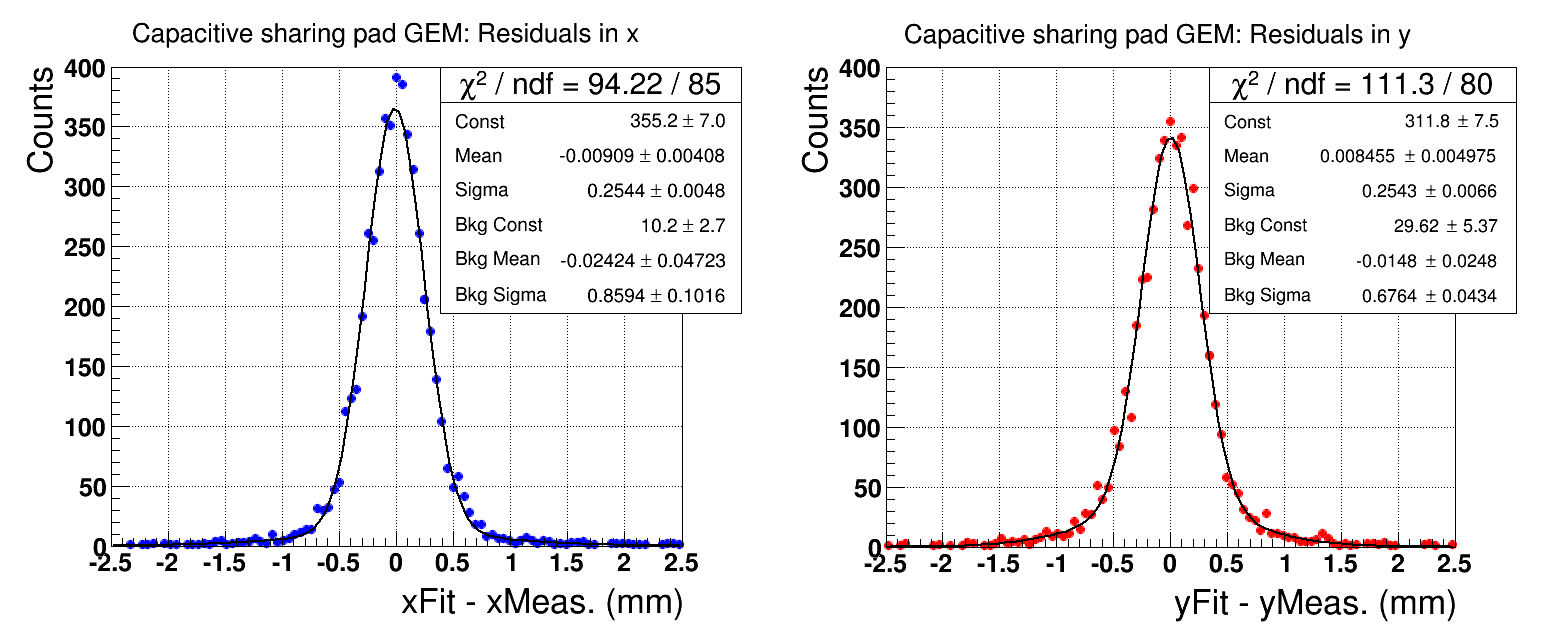 Capacitive sharing pad GEM: Residuals in x
Counts
400
350
300
250
200
150
100
50
0
χ² / ndf = 94.22 / 85
Const 355.2 ± 7.0
Mean -0.00909 ± 0.00408
Sigma 0.2544 ± 0.0048
Bkg Const 10.2 ± 2.7
Bkg Mean -0.02424 ± 0.04723
Bkg Sigma 0.8594 ± 0.1016
-2.5 -2 -1.5 -1 -0.5 0 0.5 1 1.5 2 2.5
xFit - xMeas. (mm)
Capacitive sharing pad GEM: Residuals in y
Counts
400
350
300
250
200
150
100
50
0
χ² / ndf = 111.3 / 80
Const 311.8 ± 7.5
Mean 0.008455 ± 0.004975
Sigma 0.2543 ± 0.0066
Bkg Const 29.62 ± 5.37
Bkg Mean -0.0148 ± 0.0248
Bkg Sigma 0.6764 ± 0.0434
-2.5 -2 -1.5 -1 -0.5 0 0.5 1 1.5 2 2.5
yFit - yMeas. (mm)